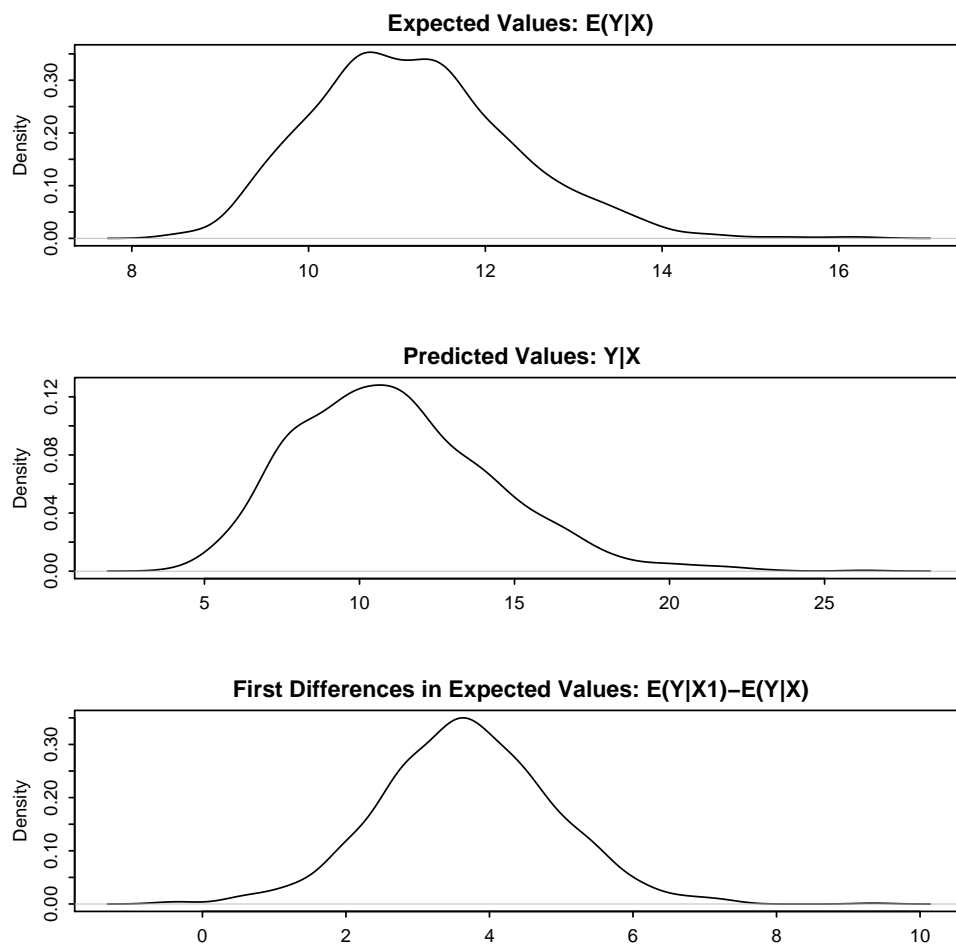 Expected Values: E(Y|X)
Density
0.00 0.10 0.20 0.30
8 10 12 14 16
Predicted Values: Y|X
Density
0.00 0.04 0.08 0.12
5 10 15 20 25
First Differences in Expected Values: E(Y|X1)−E(Y|X)
Density
0.00 0.10 0.20 0.30
0 2 4 6 8 10